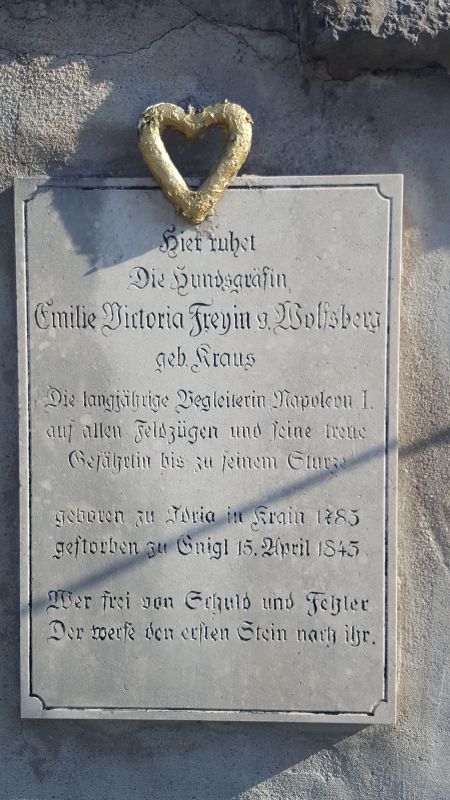 Hier ruhet
Die Hundsgräfin
Emilie Victoria Freyin v. Wolfsberg
geb. Kraus
Die langjährige Begleiterin Napoleon I.
auf allen Feldzügen und seine treue
Gefährtin bis zu seinem Sturze
geboren zu Idria in Krain 1785
gestorben zu Gnigl 15. April 1845.
Wer frei von Schuld und Fehler
Der werfe den ersten Stein nach ihr.